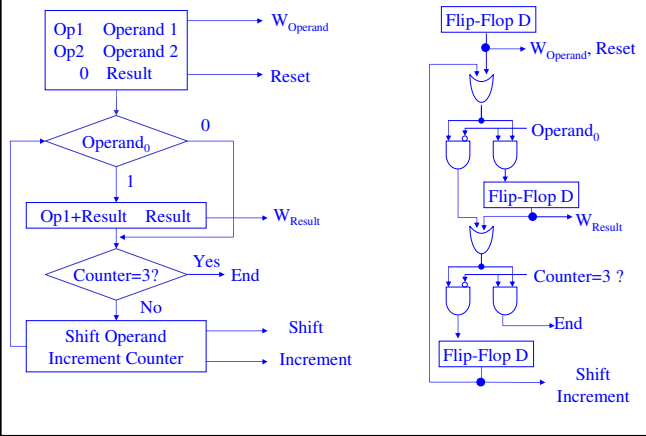 Op1 Operand 1
Op2 Operand 2
0 Result
W_Operand
Reset
Operand_0
0
1
Op1+Result Result
W_Result
Counter=3?
Yes
End
No
Shift Operand
Increment Counter
Shift
Increment
Flip-Flop D
W_Operand, Reset
Operand_0
Flip-Flop D
W_Result
Counter=3 ?
End
Flip-Flop D
Shift
Increment